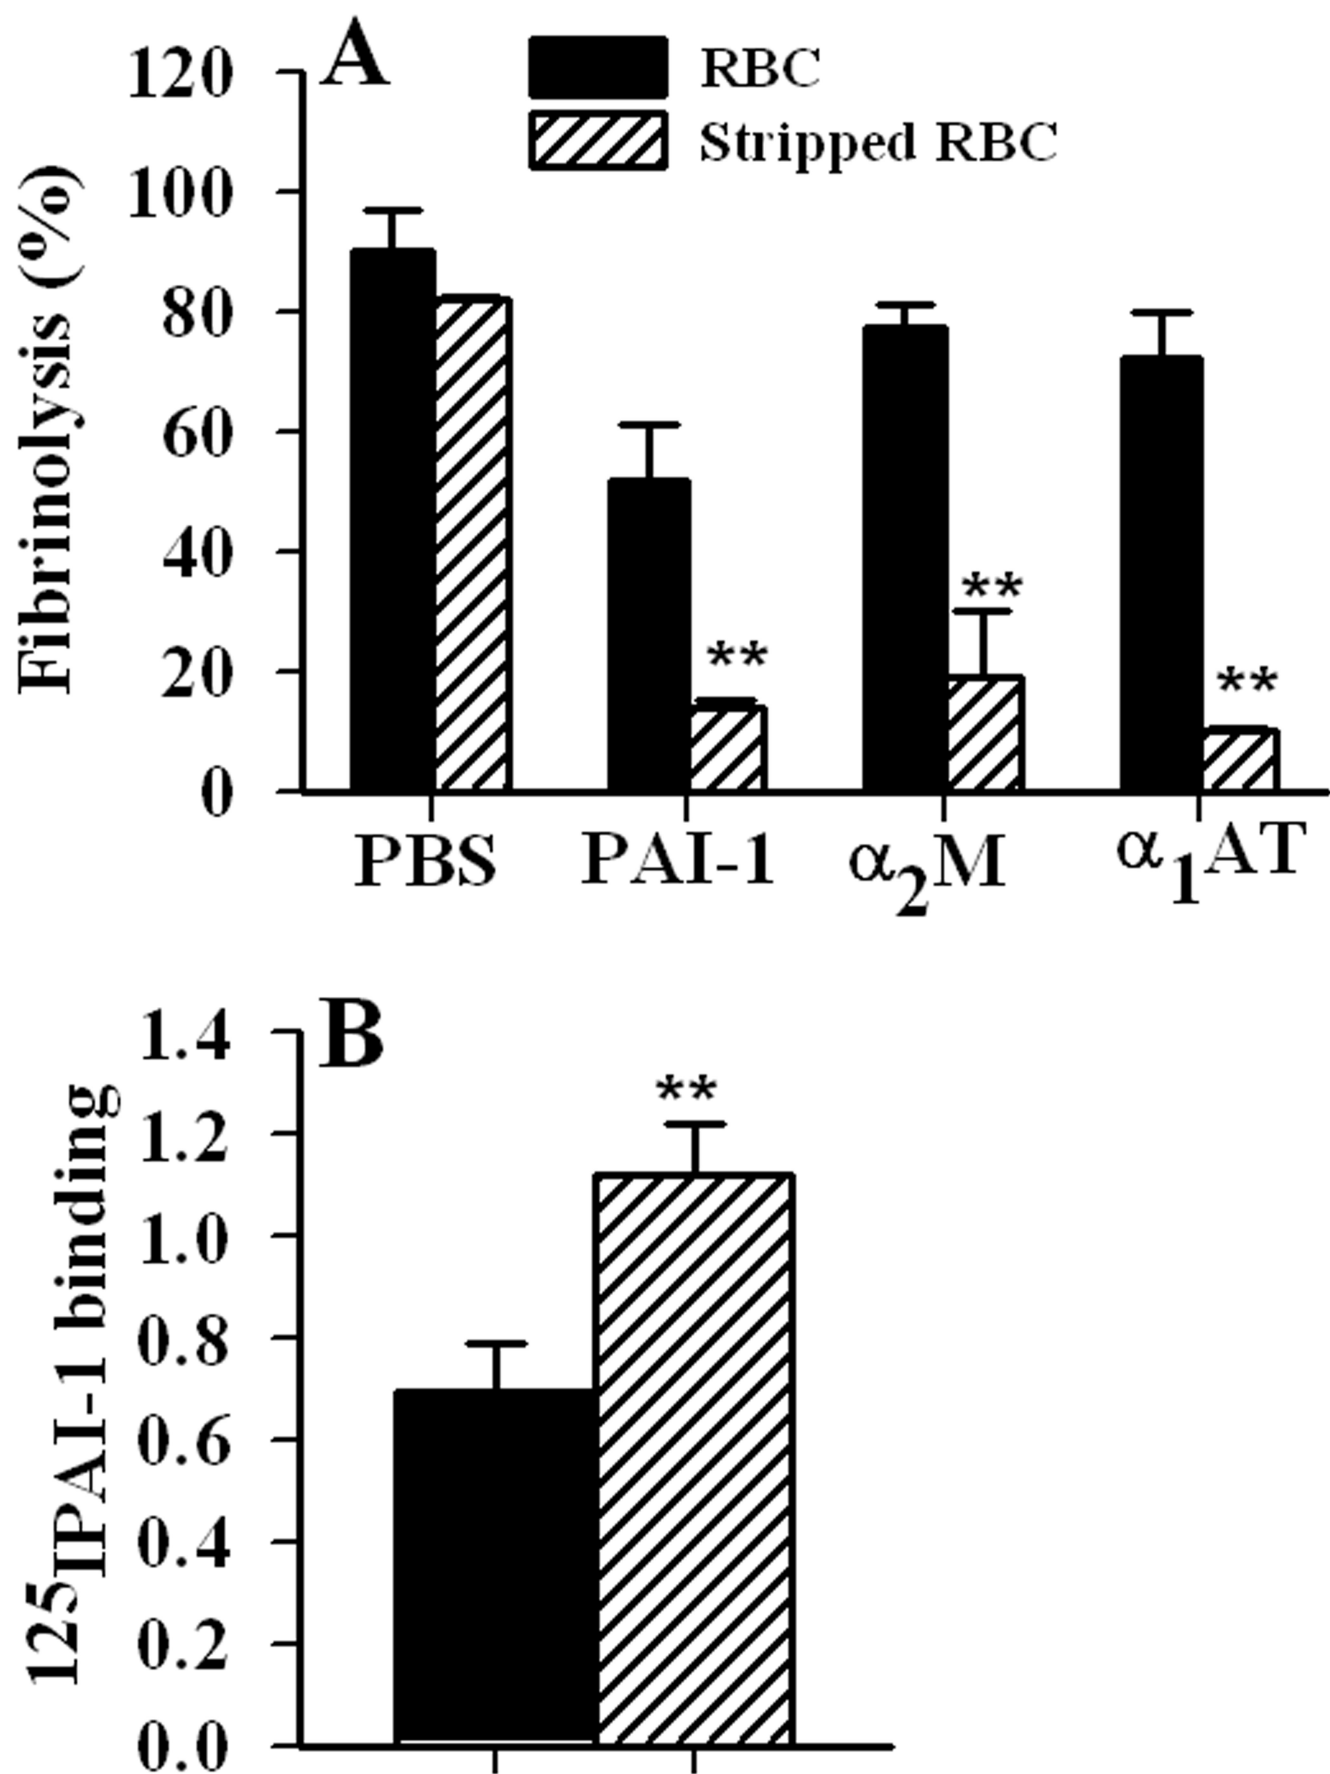 A
RBC
Stripped RBC
Fibrinolysis (%)
120
100
80
60
40
20
0
**
**
**
PBS PAI-1 α₂M α₁AT
B
¹²⁵IPAI-1 binding
1.4
1.2
1.0
0.8
0.6
0.4
0.2
0.0
**